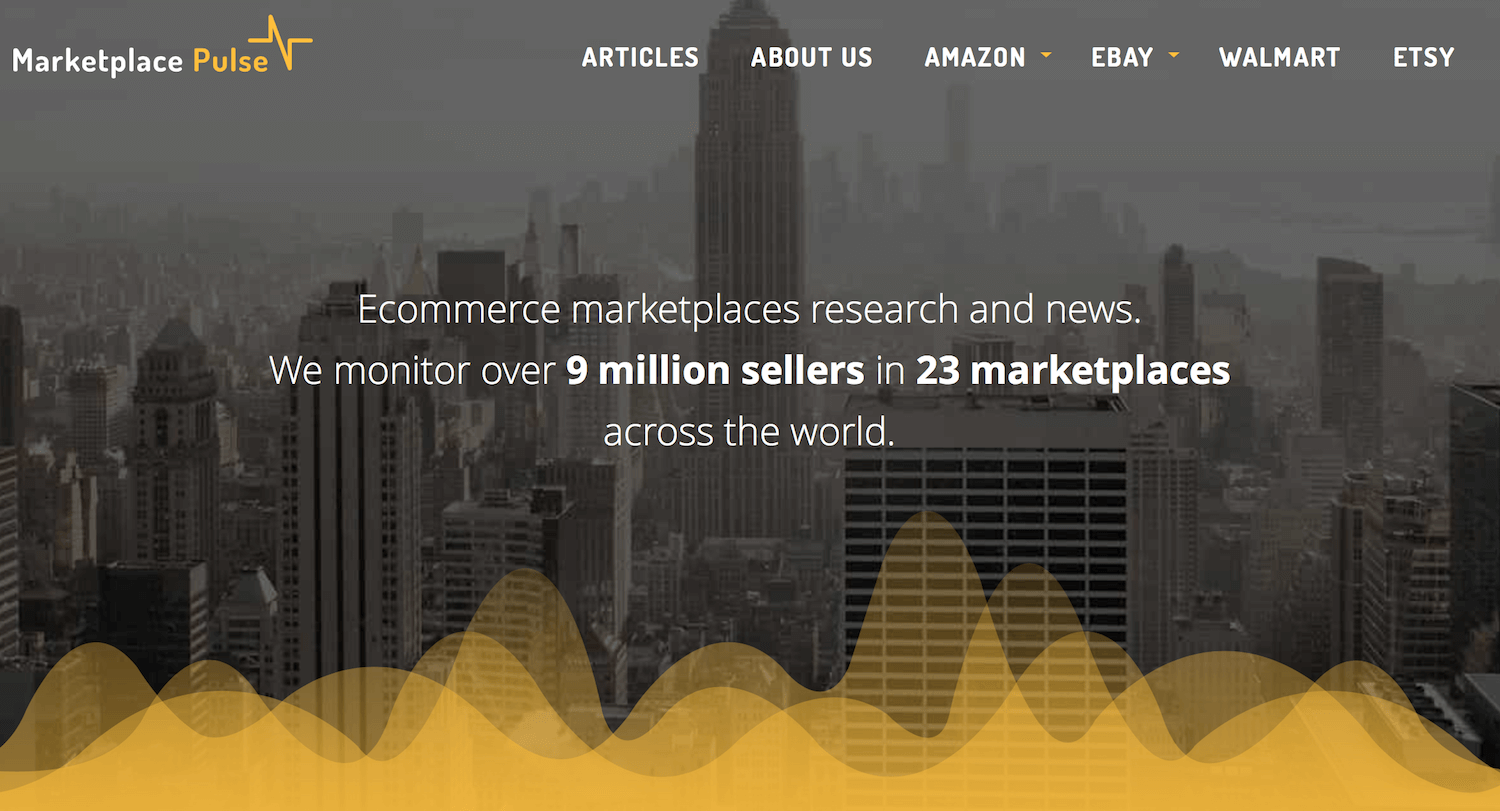 Marketplace Pulse
ARTICLES ABOUT US AMAZON EBAY WALMART ETSY
Ecommerce marketplaces research and news.
We monitor over 9 million sellers in 23 marketplaces
across the world.